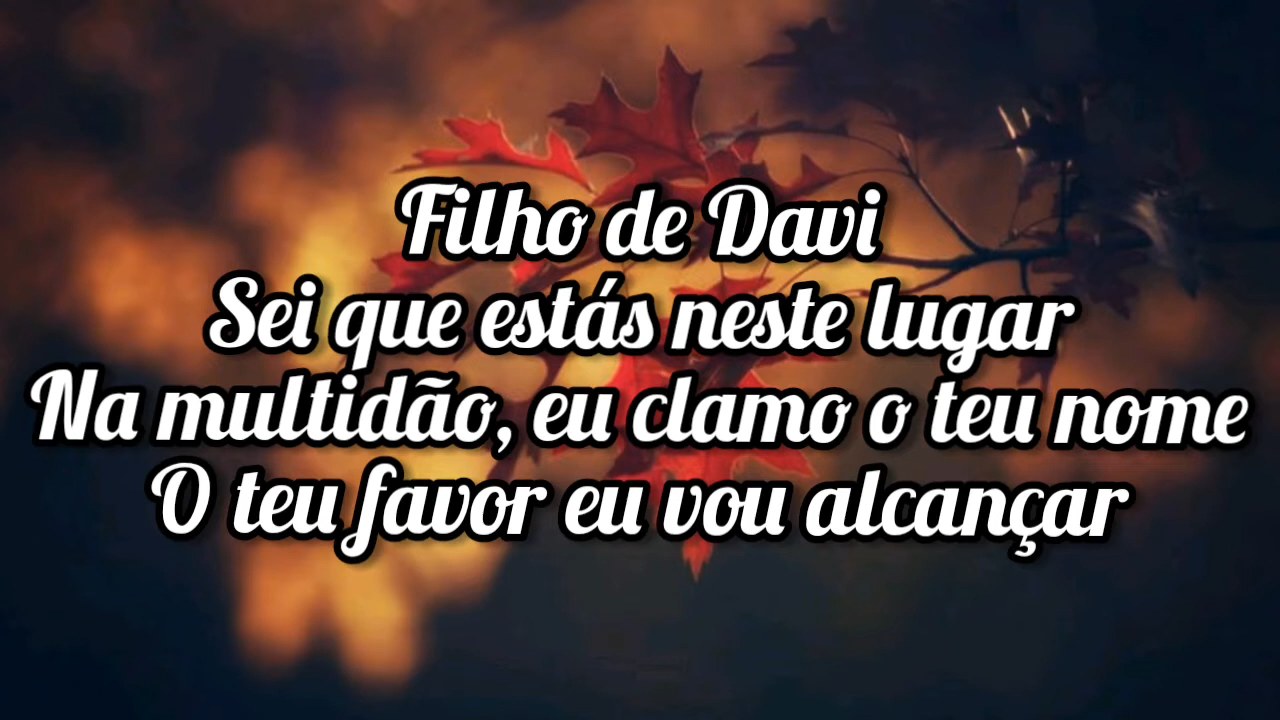 Filho de Davi
Sei que estás neste lugar
Na multidão, eu clamo o teu nome
O teu favor eu vou alcançar